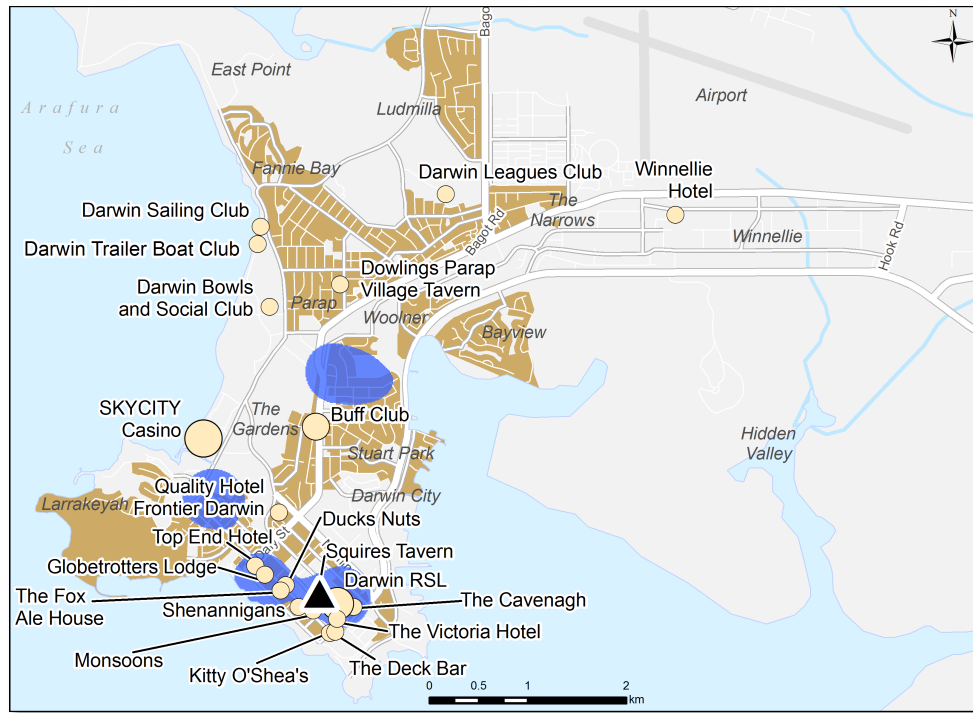 N
Bago
East Point
Airport
Arafura
Sea
Ludmilla
Fannie Bay
Darwin Leagues Club
Winnellie
Hotel
The
Narrows
Darwin Sailing Club
Bagot Rd
Winnellie
Hook Rd
Darwin Trailer Boat Club
Dowlings Parap
Village Tavern
Darwin Bowls
and Social Club
Parap
Woolner
Bayview
SKYCITY
Casino
The
Gardens
Buff Club
Hidden
Valley
Stuart Park
Quality Hotel
Frontier Darwin
Larrakeyah
Darwin City
Ducks Nuts
Top End Hotel
Daly St
Squires Tavern
Globetrotters Lodge
Darwin RSL
The Fox
Ale House
Shenannigans
The Cavenagh
The Victoria Hotel
Monsoons
Kitty O'Shea's
The Deck Bar
0 0.5 1 2
km